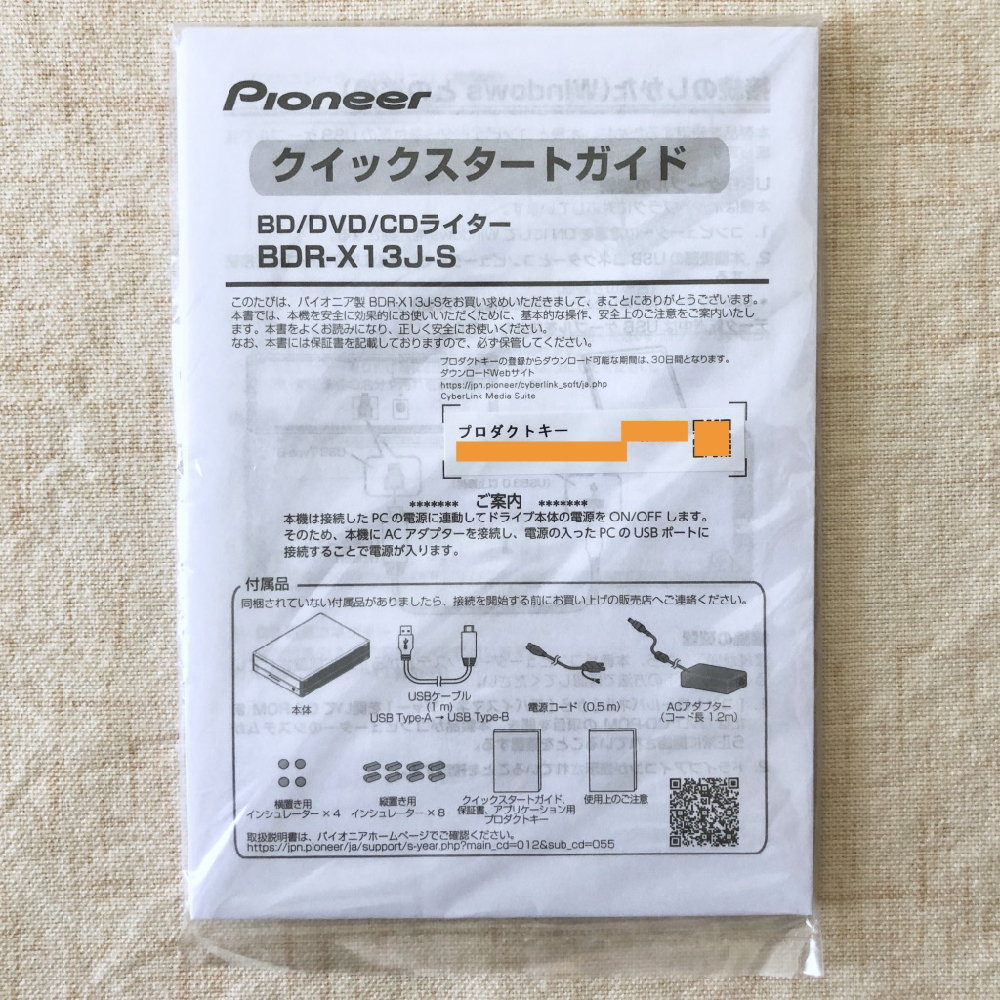 Pioneer
クイックスタートガイド
BD/DVD/CDライター
BDR-X13J-S
このたびは、パイオニア製 BDR-X13J-Sをお買い求めいただきまして、まことにありがとうございます。
本書では、本機を安全に効果的にお使いいただくために、基本的な操作、安全上のご注意をご案内いたし
ます。本書をよくお読みになり、正しく安全にお使いください。
なお、本書には保証書を記載しておりますので、必ず保管してください。
プロダクトキーの登録からダウンロード可能な期間は、30日間となります。
ダウンロードWebサイト
https://jpn.pioneer/cyberlink_soft/ja.php
CyberLink Media Suite
プロダクトキー
******* ご案内 *******
本機は接続した PC の電源に連動してドライブ本体の電源を ON/OFF します。
そのため、本機に AC アダプターを接続し、電源の入った PC の USB ポートに
接続することで電源が入ります。
付属品
同梱されていない付属品がありましたら、接続を開始する前にお買い上げの販売店へご連絡ください。
本体
USBケーブル
(1 m)
USB Type-A → USB Type-B
電源コード (0.5 m)
ACアダプター
(コード長 1.2m)
横置き用
インシュレーター × 4
縦置き用
インシュレーター × 8
クイックスタートガイド、
保証書、アプリケーション用
プロダクトキー
使用上のご注意
取扱説明書は、パイオニアホームページでご確認ください。
https://jpn.pioneer/ja/support/s-year.php?main_cd=012&sub_cd=055